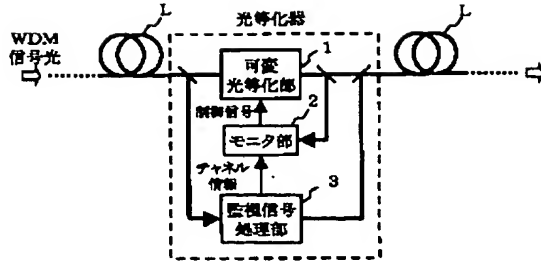 光等化器
L
L
WDM
信号光
1
可変
光等化部
制御信号
2
モニタ部
チャネル
情報
3
監視信号
処理部